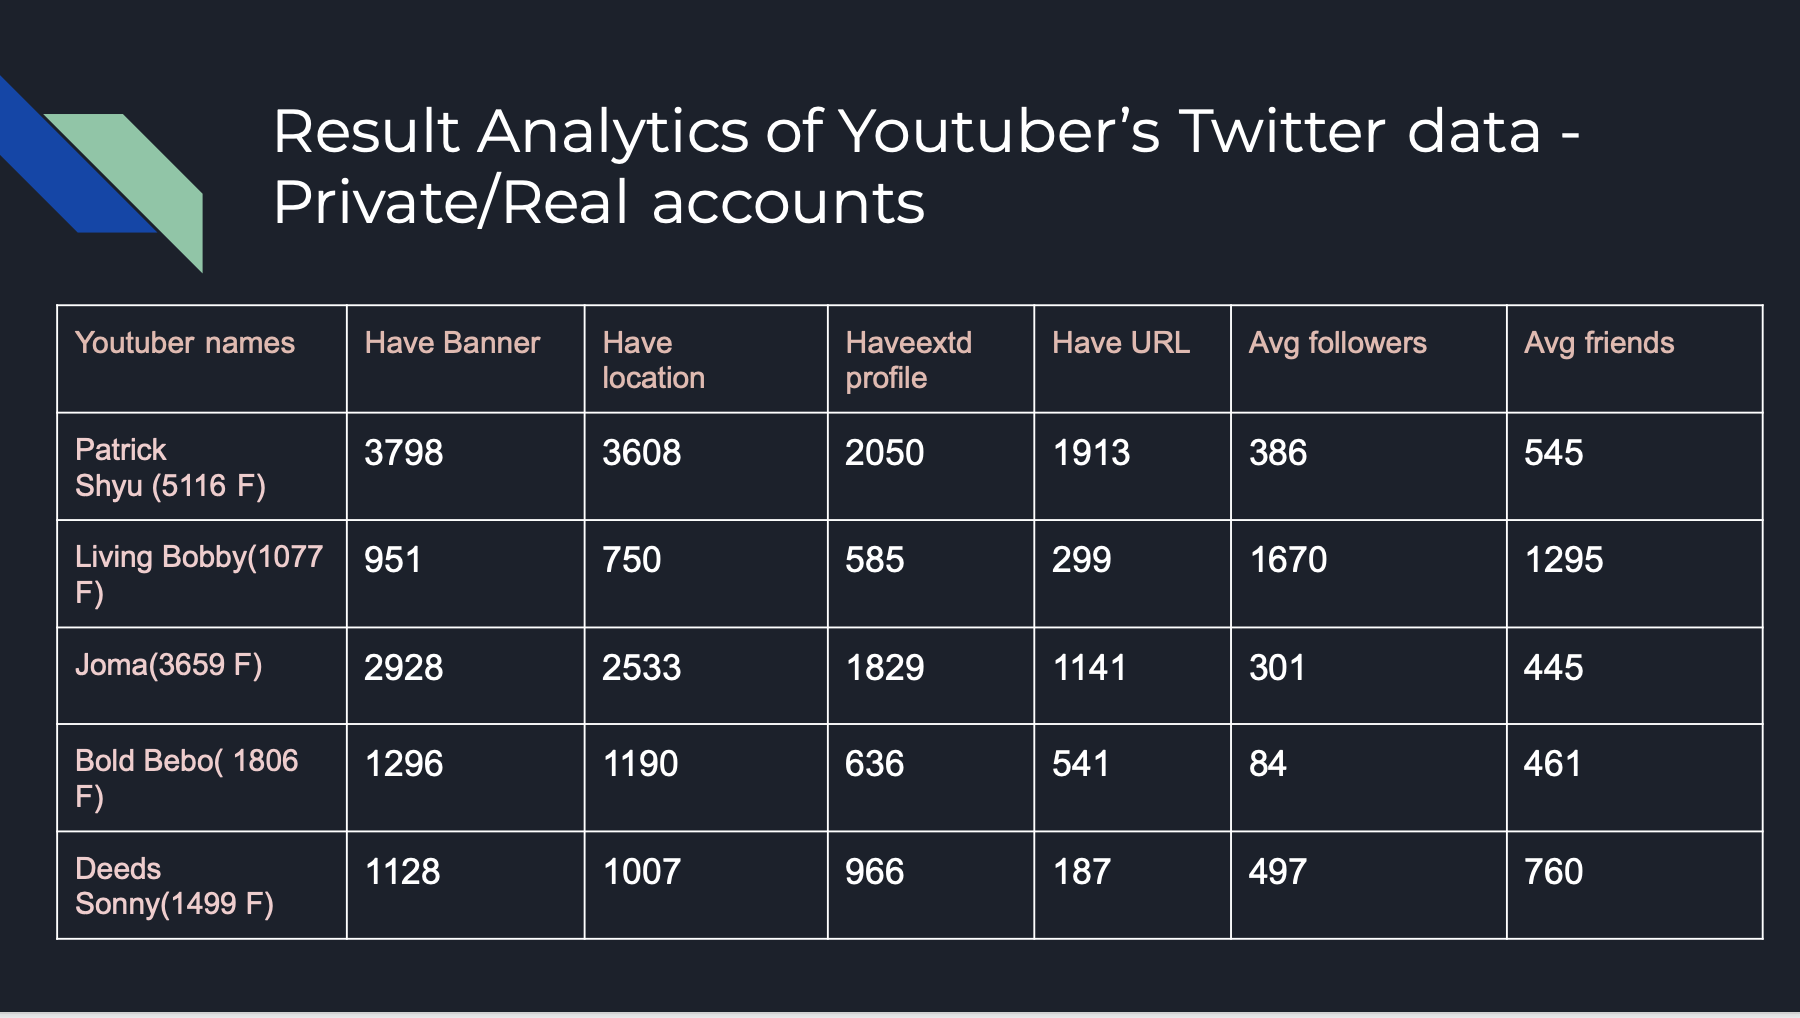 Result Analytics of Youtuber’s Twitter data -
Private/Real accounts
Youtuber names Have Banner Have location Haveextd profile Have URL Avg followers Avg friends
Patrick Shyu (5116 F) 3798 3608 2050 1913 386 545
Living Bobby(1077 F) 951 750 585 299 1670 1295
Joma(3659 F) 2928 2533 1829 1141 301 445
Bold Bebo( 1806 F) 1296 1190 636 541 84 461
Deeds Sonny(1499 F) 1128 1007 966 187 497 760